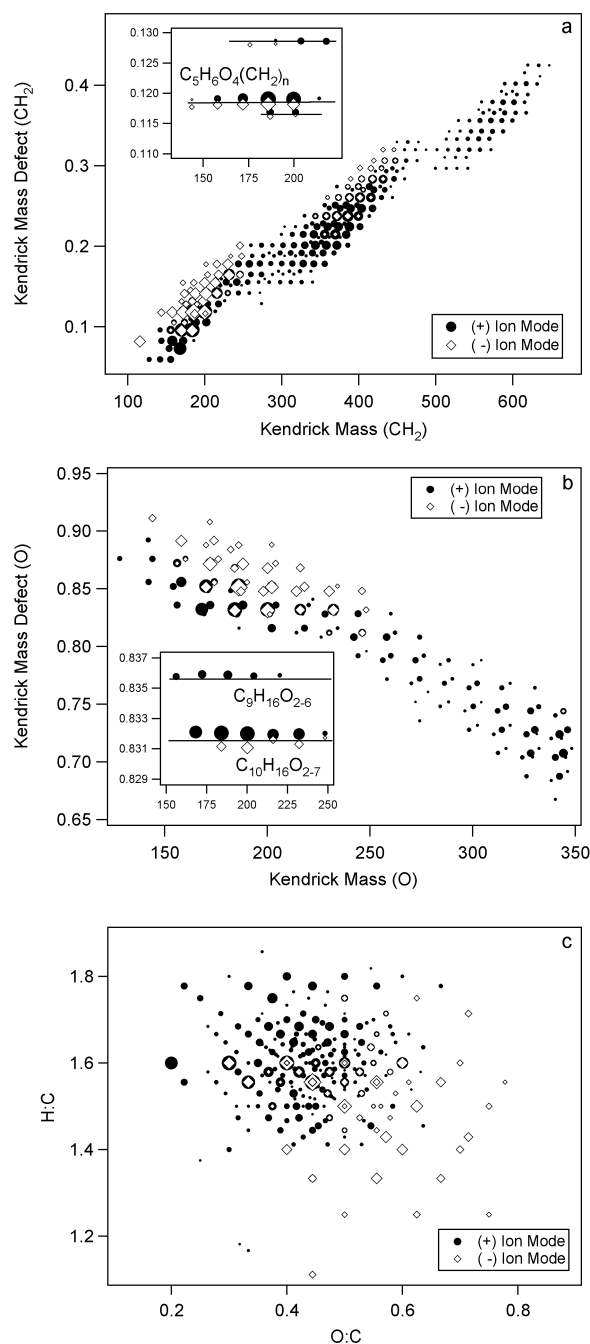 a
0.130
0.125
0.120
0.115
0.110
C5H6O4(CH2)n
150
200
Kendrick Mass Defect (CH2)
0.4
0.3
0.2
0.1
(+) Ion Mode
( -) Ion Mode
100 200 300 400 500 600
Kendrick Mass (CH2)
b
0.95
0.90
0.85
0.80
0.75
0.70
0.65
Kendrick Mass Defect (O)
(+) Ion Mode
( -) Ion Mode
0.837
0.835
0.833
0.831
0.829
C9H16O2-6
C10H16O2-7
150 175 200 225 250
150 200 250 300 350
Kendrick Mass (O)
c
1.8
1.6
1.4
1.2
H:C
(+) Ion Mode
( -) Ion Mode
0.2 0.4 0.6 0.8
O:C